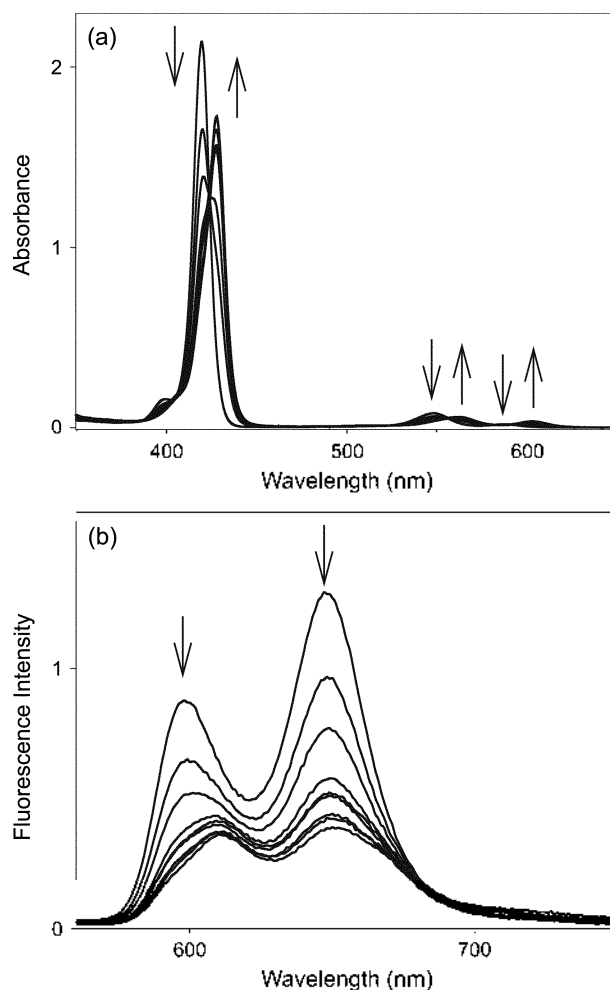 (a)
2
1
0
Absorbance
400 500 600
Wavelength (nm)
(b)
1
0
Fluorescence Intensity
600 700
Wavelength (nm)